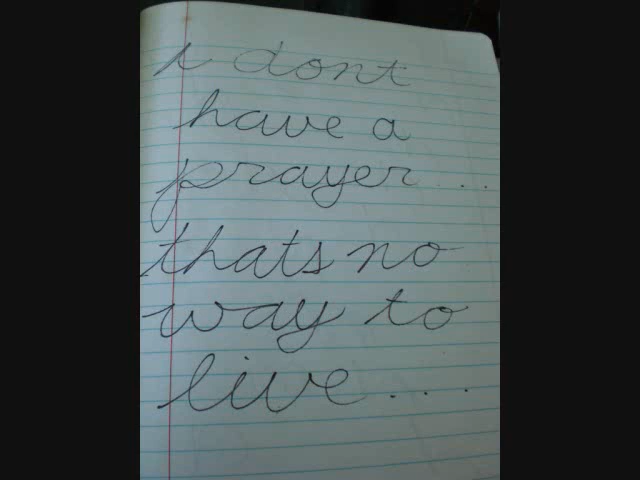 i dont
have a
prayer...
thats no
way to
live....